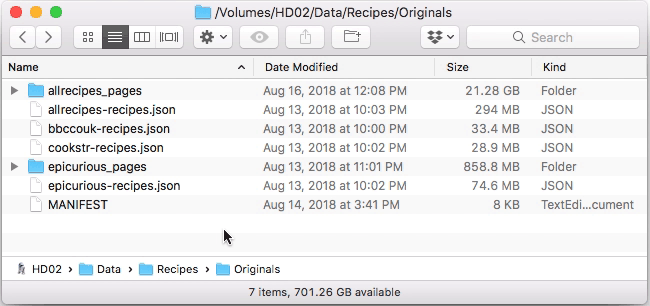 /Volumes/HD02/Data/Recipes/Originals
Search
Name Date Modified Size Kind
allrecipes_pages Aug 16, 2018 at 12:08 PM 21.28 GB Folder
allrecipes-recipes.json Aug 13, 2018 at 10:03 PM 294 MB JSON
bbccouk-recipes.json Aug 13, 2018 at 10:00 PM 33.4 MB JSON
cookstr-recipes.json Aug 13, 2018 at 10:02 PM 28.9 MB JSON
epicurious_pages Aug 13, 2018 at 11:01 PM 858.8 MB Folder
epicurious-recipes.json Aug 13, 2018 at 10:02 PM 74.6 MB JSON
MANIFEST Aug 14, 2018 at 3:41 PM 8 KB TextEdi...cument
HD02 › Data › Recipes › Originals
7 items, 701.26 GB available